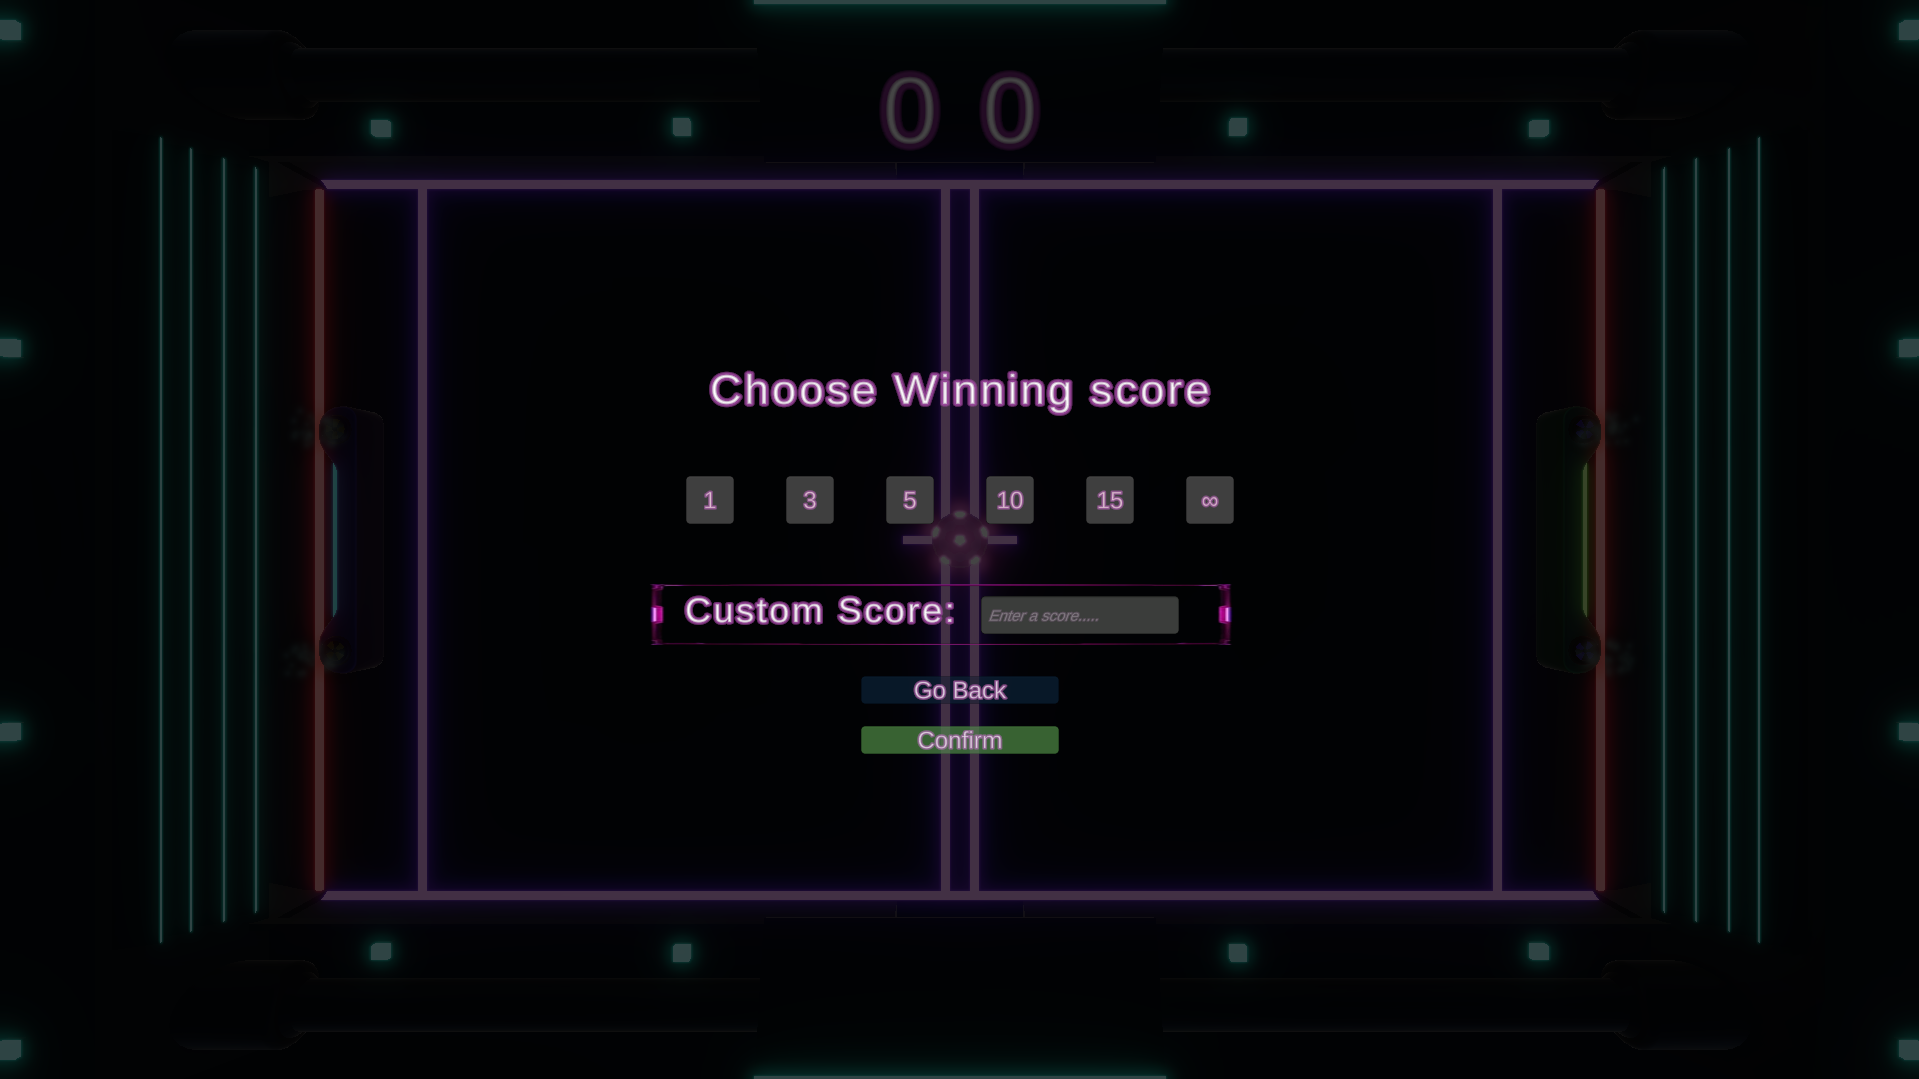 0 0
Choose Winning score
1 3 5 10 15 ∞
Custom Score: Enter a score.....
Go Back
Confirm